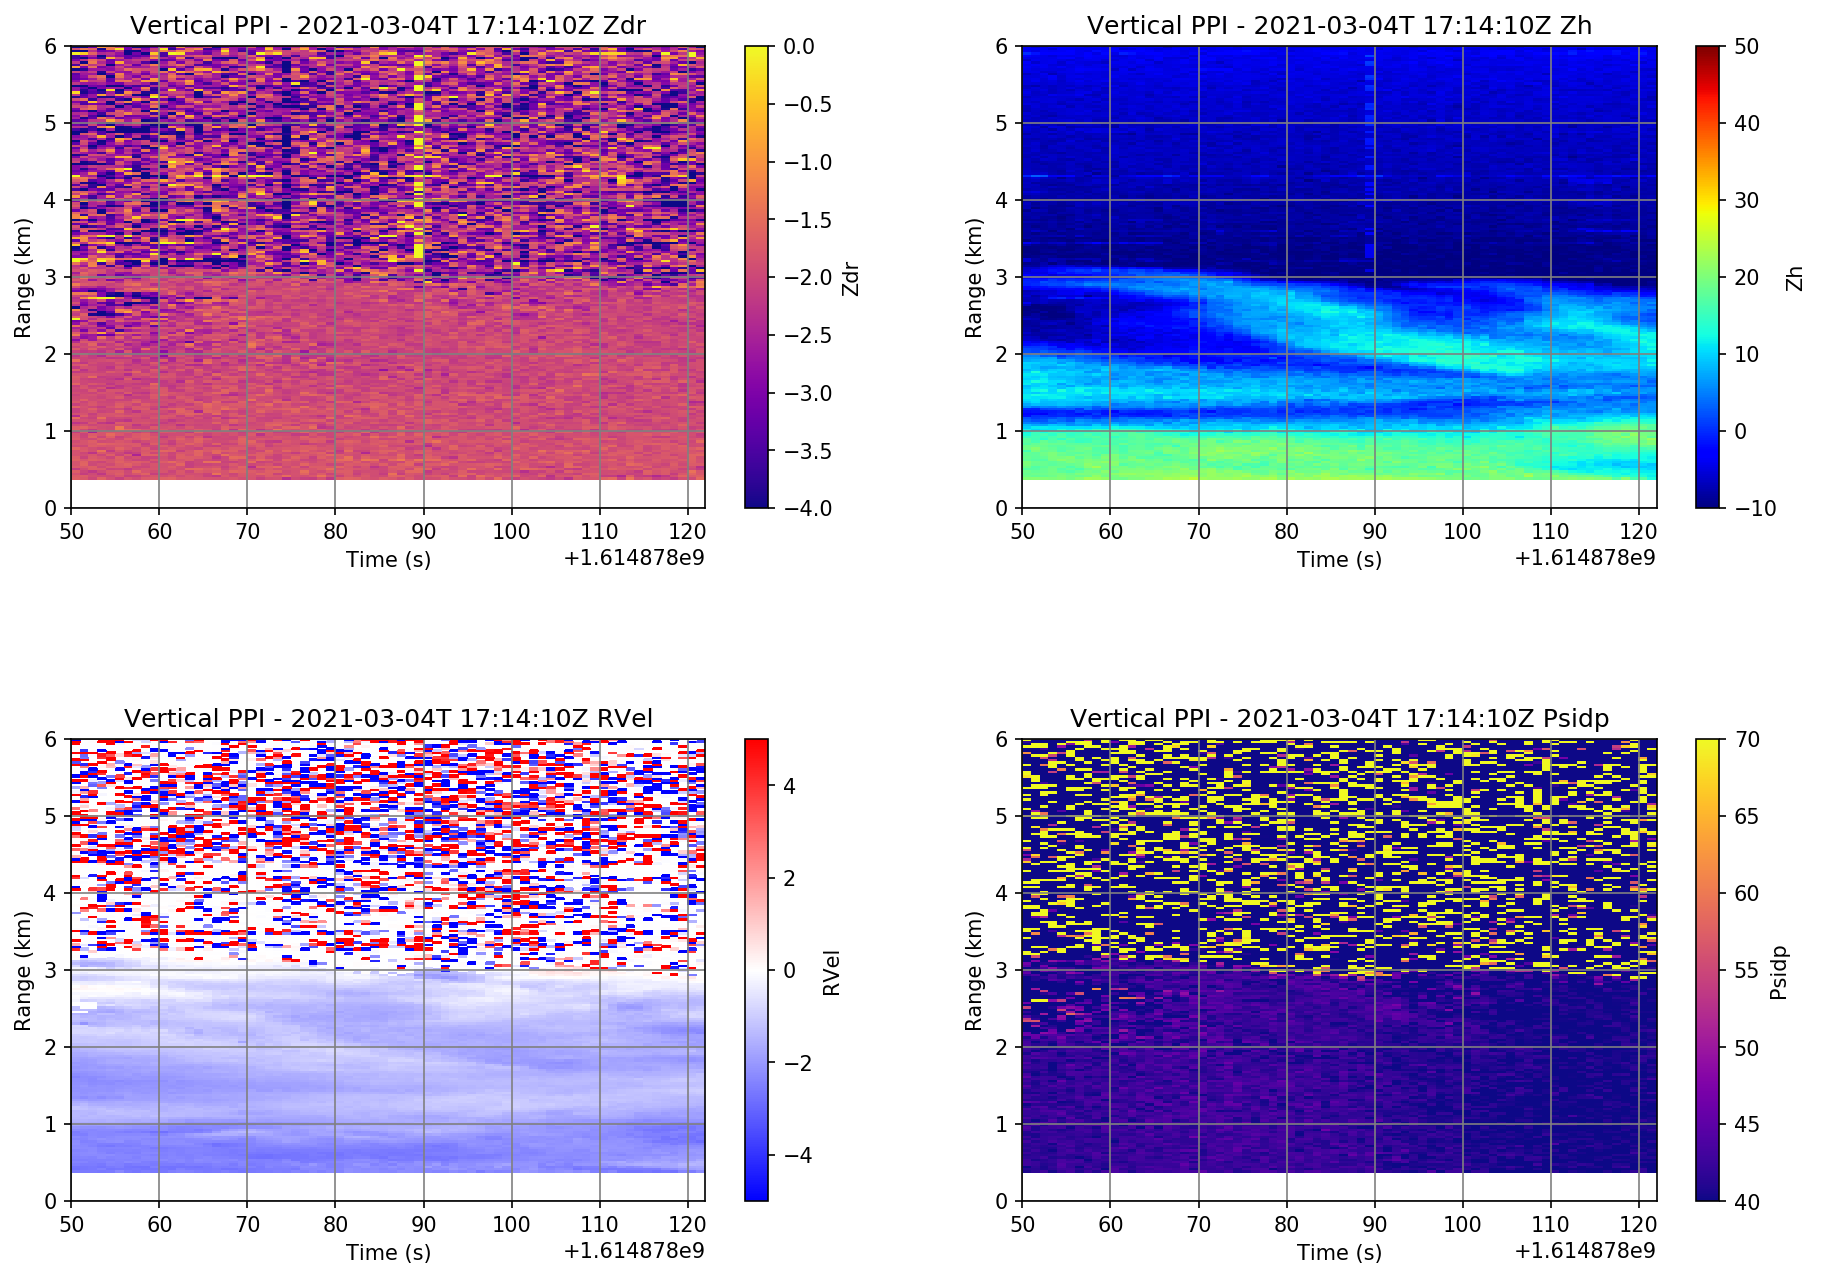 Vertical PPI - 2021-03-04T 17:14:10Z Zdr
6
5
4
3
2
1
0
Range (km)
50 60 70 80 90 100 110 120
Time (s)
+1.614878e9
0.0
−0.5
−1.0
−1.5
−2.0
−2.5
−3.0
−3.5
−4.0
Zdr
Vertical PPI - 2021-03-04T 17:14:10Z Zh
6
5
4
3
2
1
0
Range (km)
50 60 70 80 90 100 110 120
Time (s)
+1.614878e9
50
40
30
20
10
0
−10
Zh
Vertical PPI - 2021-03-04T 17:14:10Z RVel
6
5
4
3
2
1
0
Range (km)
50 60 70 80 90 100 110 120
Time (s)
+1.614878e9
4
2
0
−2
−4
RVel
Vertical PPI - 2021-03-04T 17:14:10Z Psidp
6
5
4
3
2
1
0
Range (km)
50 60 70 80 90 100 110 120
Time (s)
+1.614878e9
70
65
60
55
50
45
40
Psidp